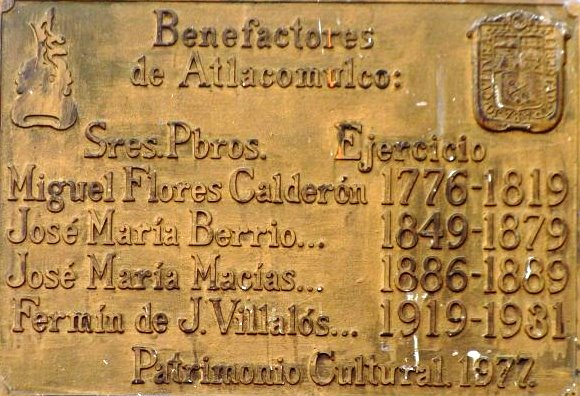 Benefactores
de Atlacomulco:
Sres. Pbros. Ejercicio
Miguel Flores Calderón 1776-1819
José María Berrio... 1849-1879
José María Macías... 1886-1889
Fermín de J. Villalós... 1919-1931
Patrimonio Cultural. 1977.